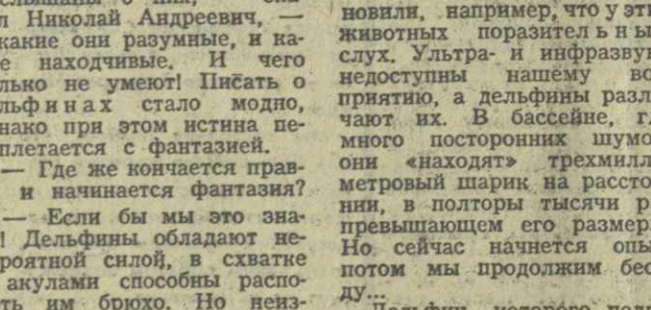 л Николай Андреевич, —
какие они разумные, и ка-
е находчивые. И чего
лько не умеют! Писать о
льфинах стало модно,
нако при этом истина пе-
плетается с фантазией.
— Где же кончается прав-
и начинается фантазия?
— Если бы мы это зна-
! Дельфины обладают не-
роятной силой, в схватке
акулами способны распо-
ть им брюхо. Но неиз-
новили, например, что у эти
животных поразительны
слух. Ультра- и инфразвук
недоступны нашему во
приятию, а дельфины разл
чают их. В бассейне, г
много посторонних шумо
они «находят» трехмилл
метровый шарик на рассто
нии, в полторы тысячи р
превышающем его размер
Но сейчас начнется опы
потом мы продолжим бес
ду...